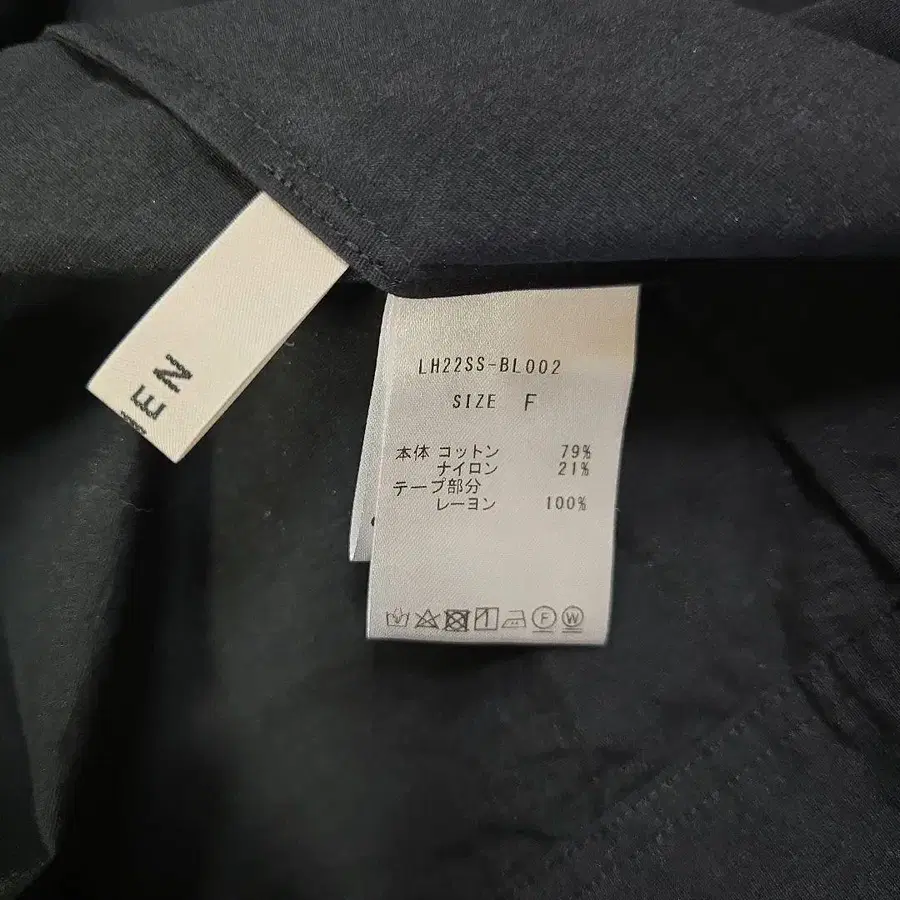 LH22SS-BL002
SIZE F
本体 コットン 79%
ナイロン 21%
テープ部分
レーヨン 100%
F W
EN